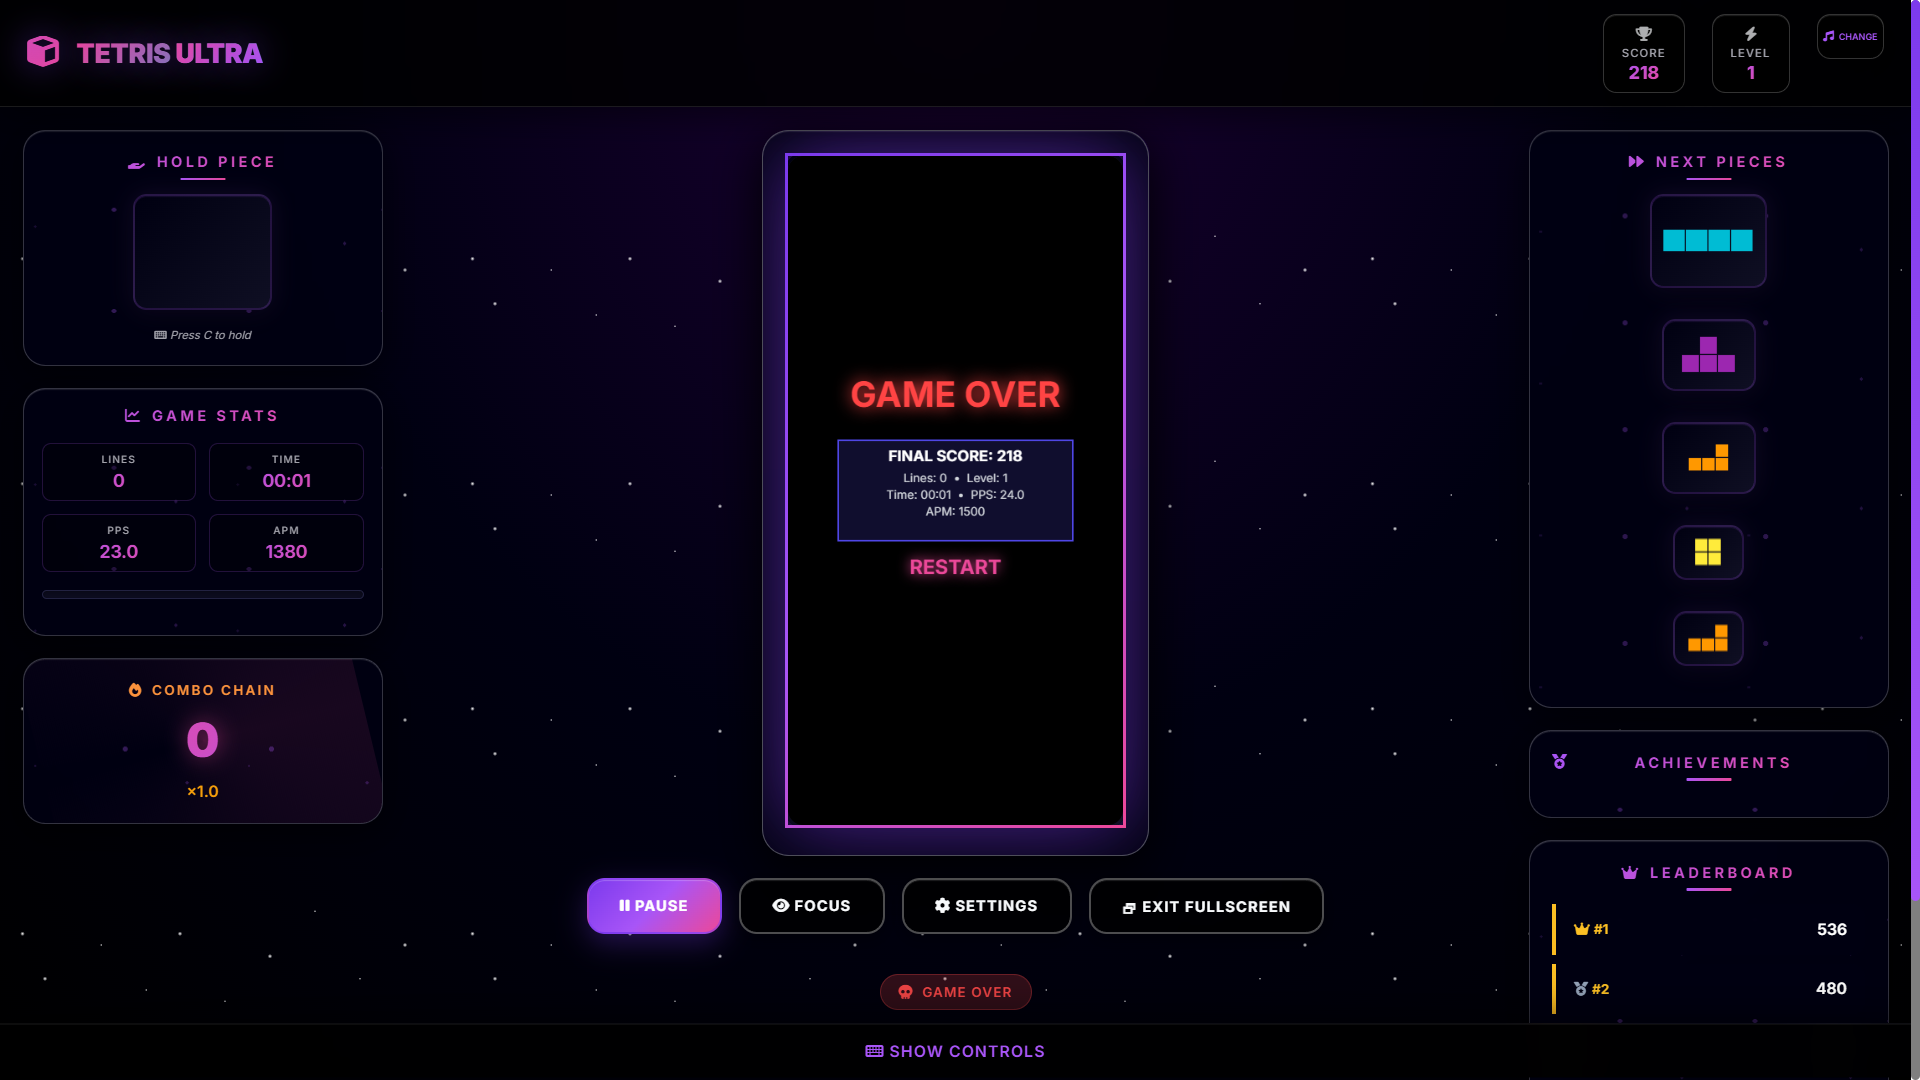 TETRIS ULTRA
SCORE
218
LEVEL
1
CHANGE
HOLD PIECE
Press C to hold
GAME STATS
LINES
0
TIME
00:01
PPS
23.0
APM
1380
COMBO CHAIN
0
×1.0
GAME OVER
FINAL SCORE: 218
Lines: 0 • Level: 1
Time: 00:01 • PPS: 24.0
APM: 1500
RESTART
PAUSE
FOCUS
SETTINGS
EXIT FULLSCREEN
GAME OVER
SHOW CONTROLS
NEXT PIECES
ACHIEVEMENTS
LEADERBOARD
#1 536
#2 480